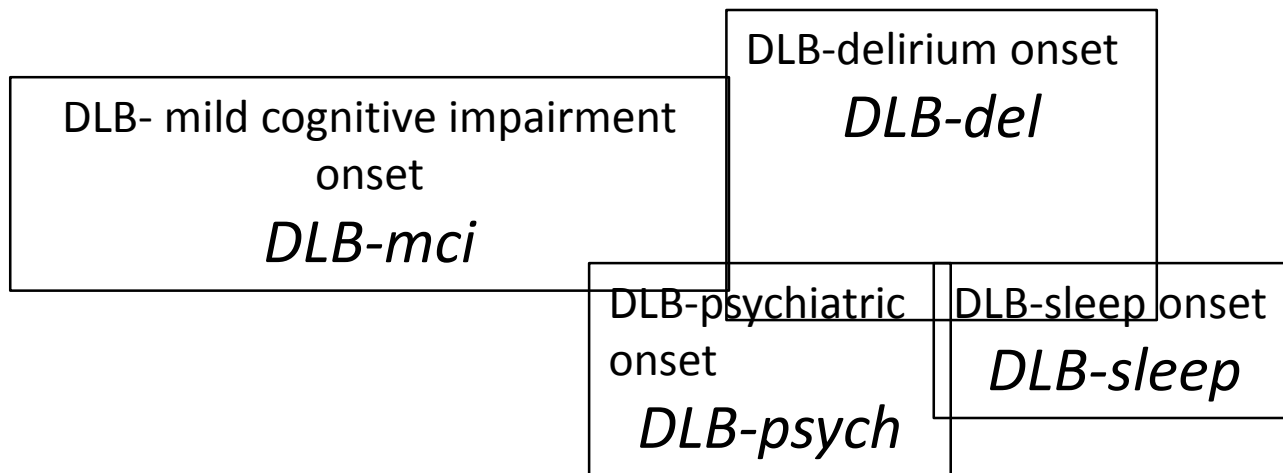 DLB-delirium onset
DLB-del
DLB- mild cognitive impairment
onset
DLB-mci
DLB-psychiatric
onset
DLB-psych
DLB-sleep onset
DLB-sleep